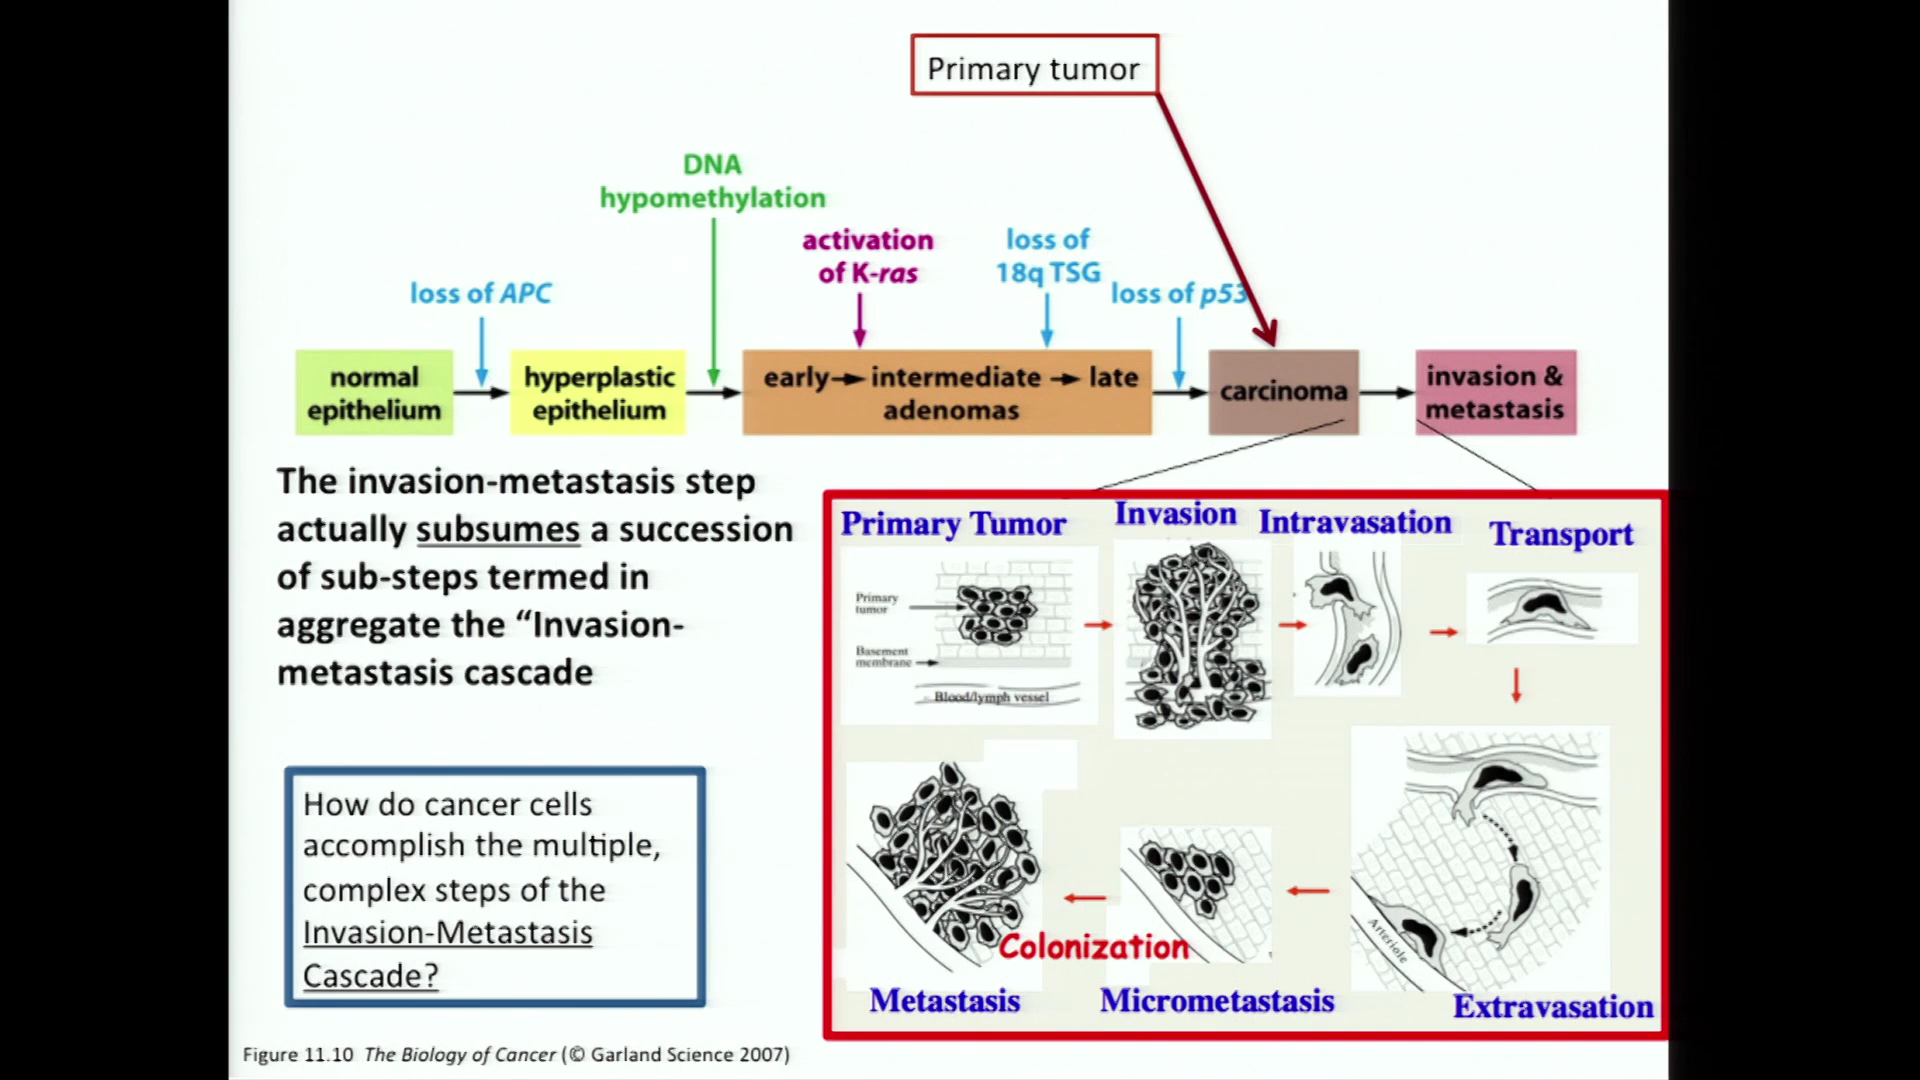 Primary tumor
DNA
hypomethylation
activation
of K-ras
loss of
18q TSG
loss of APC
loss of p53
normal
epithelium
hyperplastic
epithelium
early intermediate late
adenomas
carcinoma
invasion &
metastasis
The invasion-metastasis step
actually subsumes a succession
of sub-steps termed in
aggregate the “Invasion-
metastasis cascade
How do cancer cells
accomplish the multiple,
complex steps of the
Invasion-Metastasis
Cascade?
Primary Tumor
Invasion
Intravasation
Transport
Primary
tumor
Basement
membrane
Blood/lymph vessel
Arteriole
Colonization
Metastasis
Micrometastasis
Extravasation
Figure 11.10 The Biology of Cancer (© Garland Science 2007)